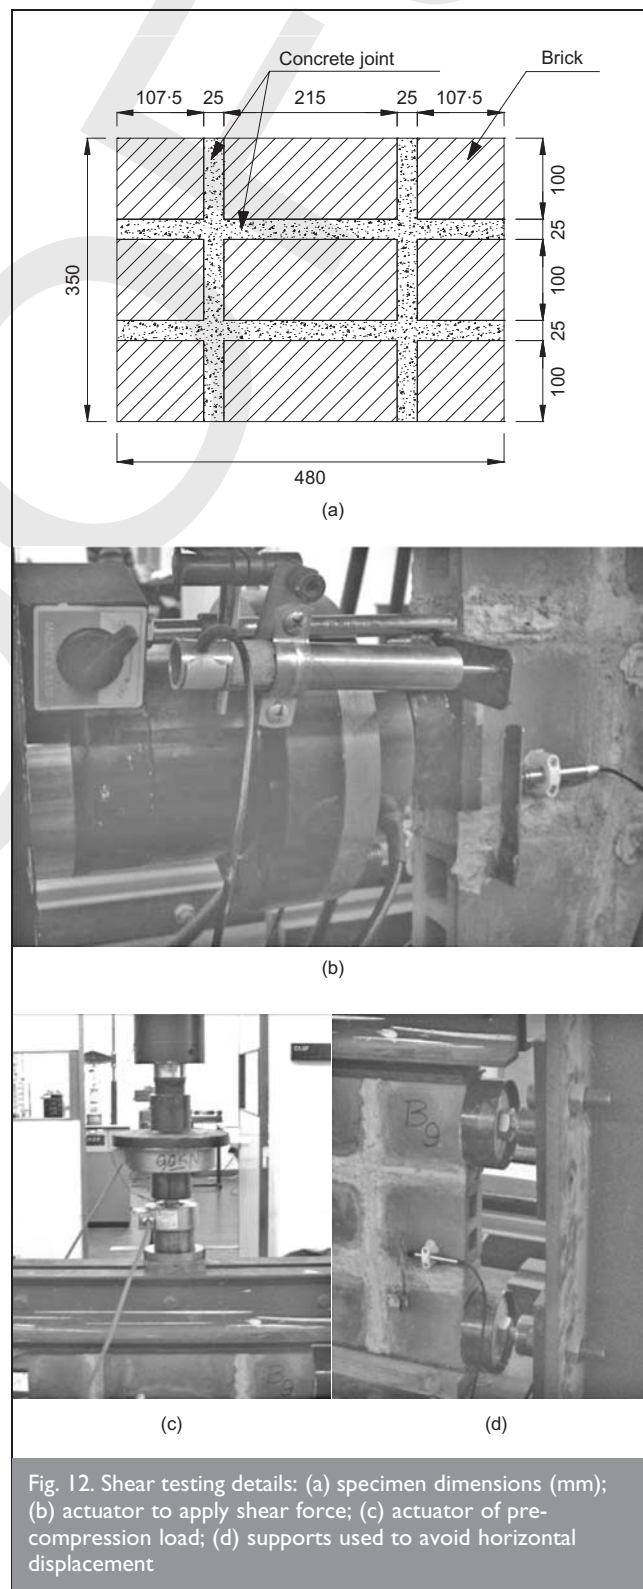 Concrete joint
Brick
107·5 25 215 25 107·5
100
25
350
100
25
100
480
(a)
(b)
B9
(c)
B9
(d)
Fig. 12. Shear testing details: (a) specimen dimensions (mm);
(b) actuator to apply shear force; (c) actuator of pre-
compression load; (d) supports used to avoid horizontal
displacement